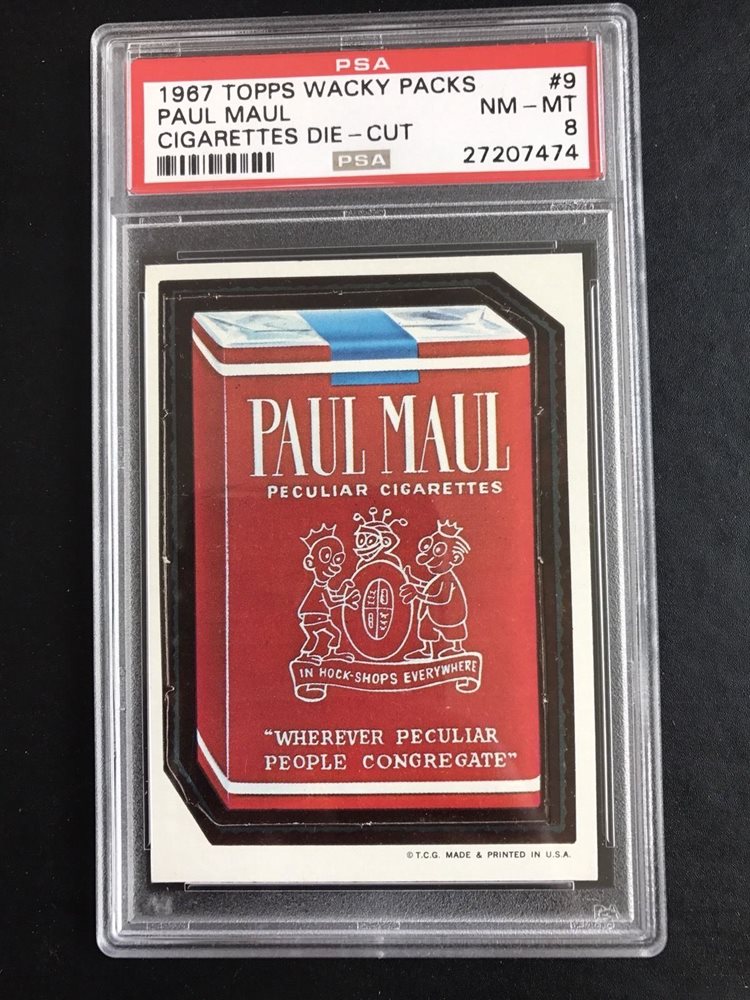 PSA
1967 TOPPS WACKY PACKS #9
PAUL MAUL NM - MT
CIGARETTES DIE - CUT 8
PSA 27207474
PAUL MAUL
PECULIAR CIGARETTES
IN HOCK-SHOPS EVERYWHERE
"WHEREVER PECULIAR
PEOPLE CONGREGATE"
© T.C.G. MADE & PRINTED IN U.S.A.